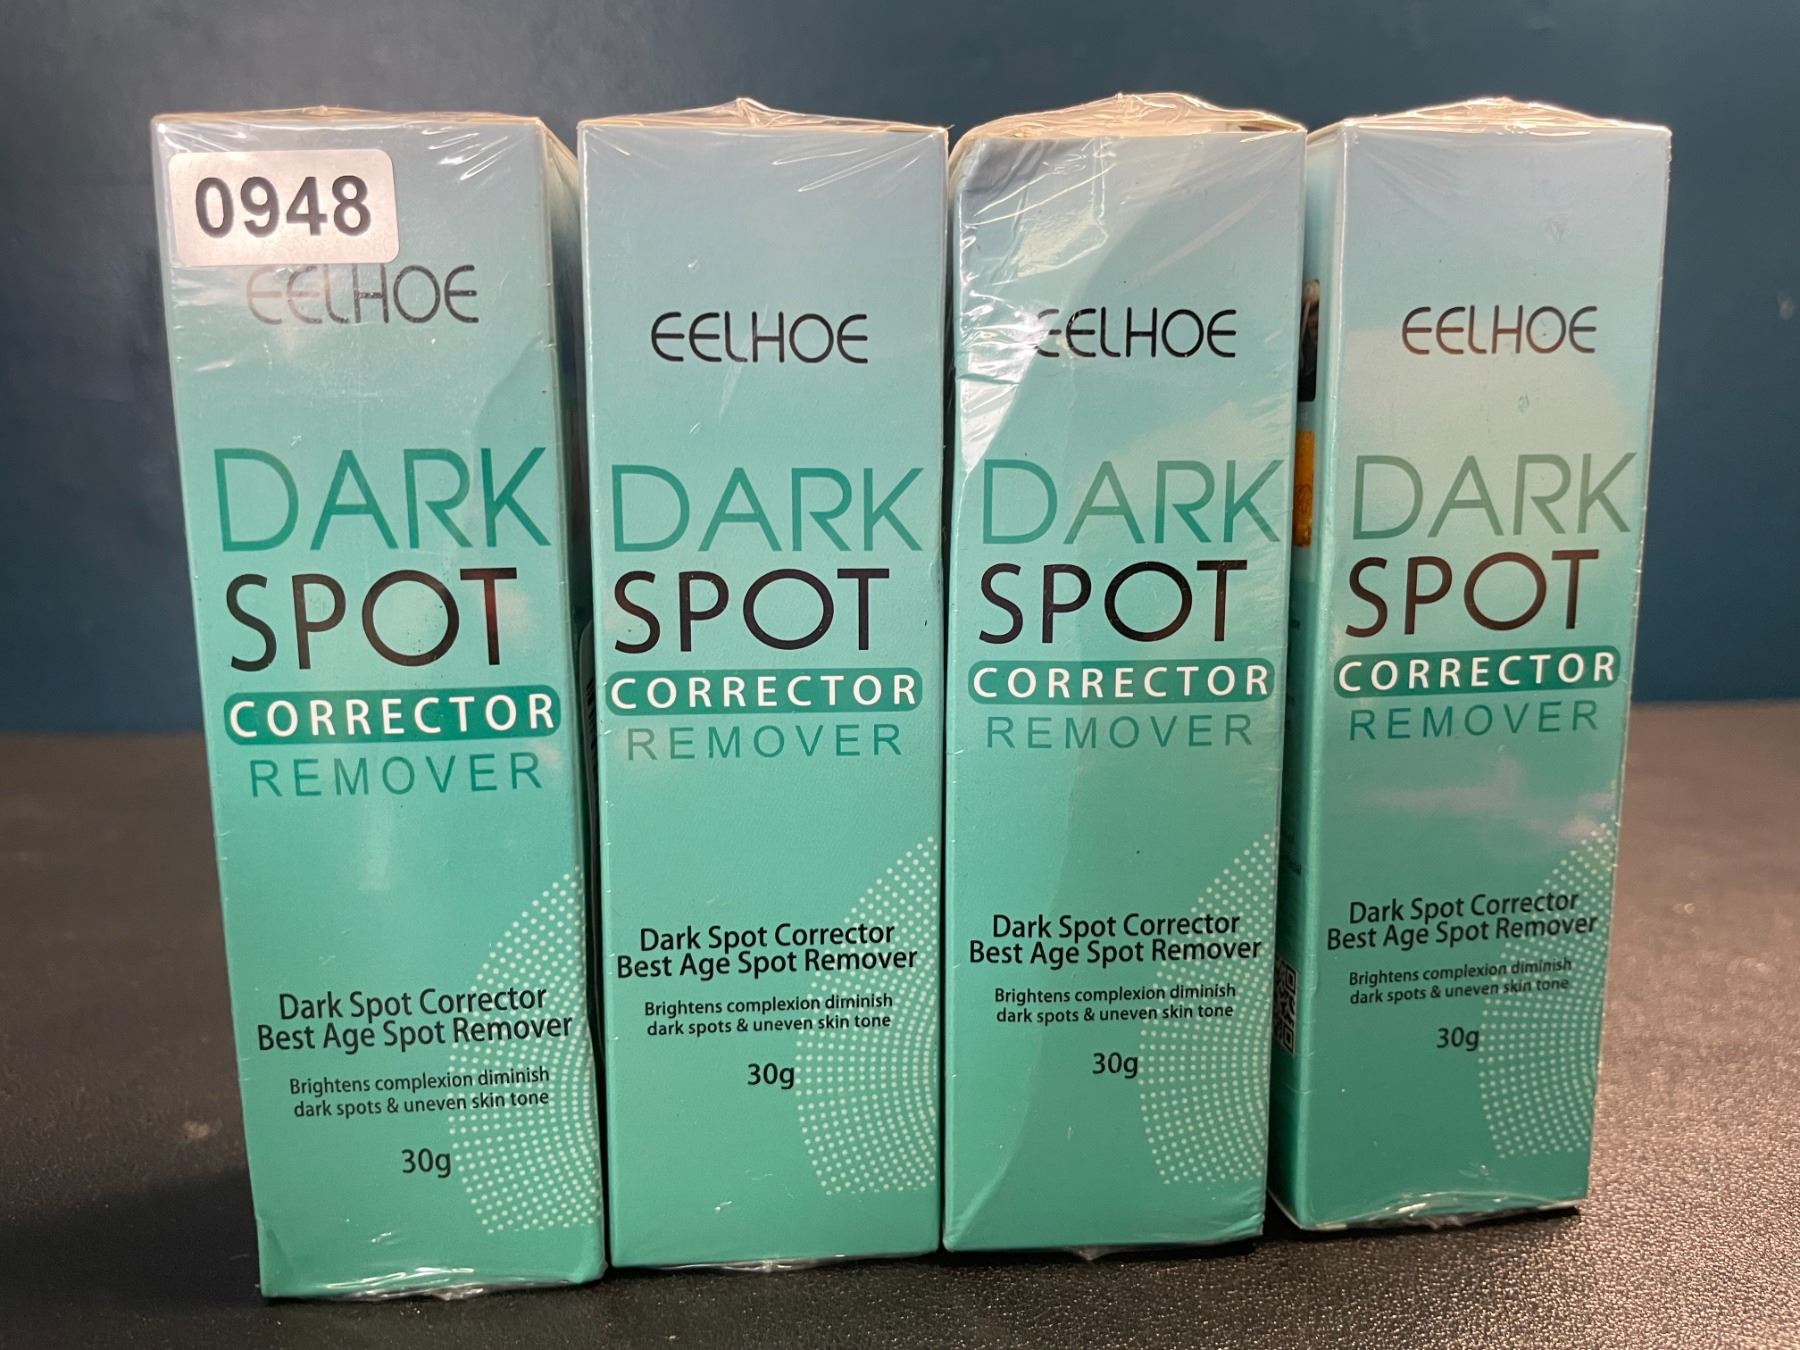 0948
EELHOE
DARK
SPOT
CORRECTOR
REMOVER
Dark Spot Corrector
Best Age Spot Remover
Brightens complexion diminish
dark spots & uneven skin tone
30g
EELHOE
DARK
SPOT
CORRECTOR
REMOVER
Dark Spot Corrector
Best Age Spot Remover
Brightens complexion diminish
dark spots & uneven skin tone
30g
EELHOE
DARK
SPOT
CORRECTOR
REMOVER
Dark Spot Corrector
Best Age Spot Remover
Brightens complexion diminish
dark spots & uneven skin tone
30g
EELHOE
DARK
SPOT
CORRECTOR
REMOVER
Dark Spot Corrector
Best Age Spot Remover
Brightens complexion diminish
dark spots & uneven skin tone
30g